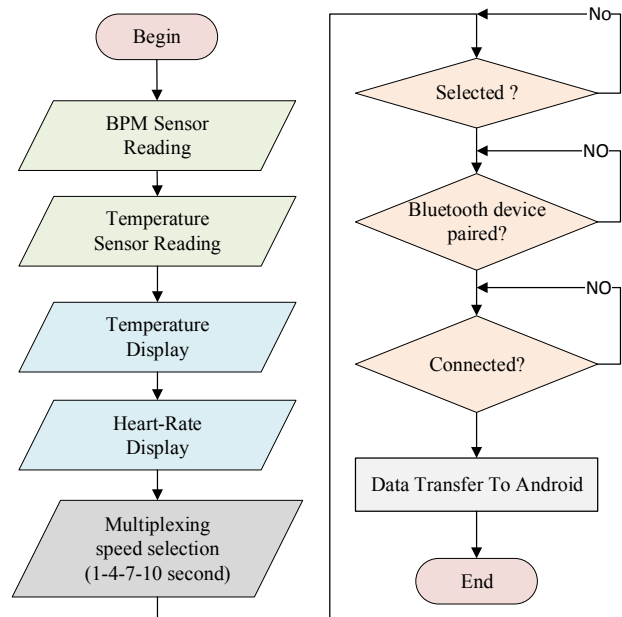 Begin
BPM Sensor
Reading
Temperature
Sensor Reading
Temperature
Display
Heart-Rate
Display
Multiplexing
speed selection
(1-4-7-10 second)
No
Selected ?
NO
Bluetooth device
paired?
NO
Connected?
Data Transfer To Android
End